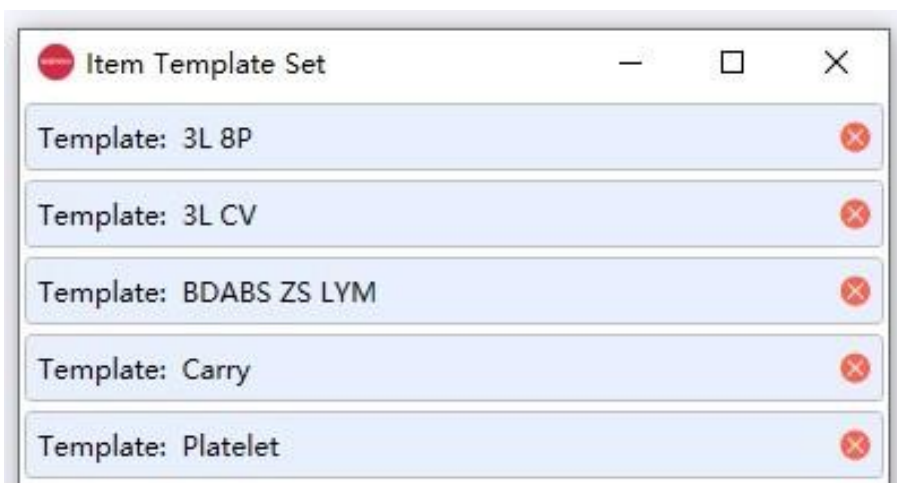 Item Template Set
Template: 3L 8P
Template: 3L CV
Template: BDABS ZS LYM
Template: Carry
Template: Platelet